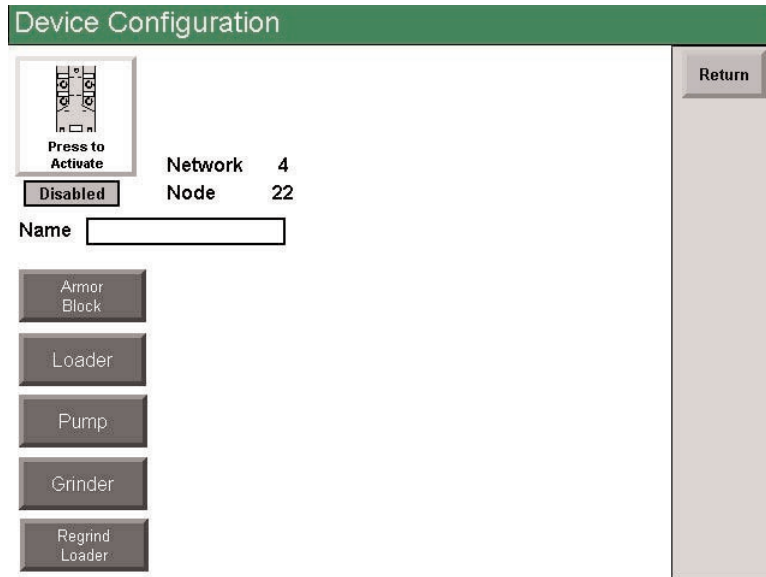 Device Configuration
Return
Press to
Activate
Network 4
Disabled
Node 22
Name
Armor
Block
Loader
Pump
Grinder
Regrind
Loader